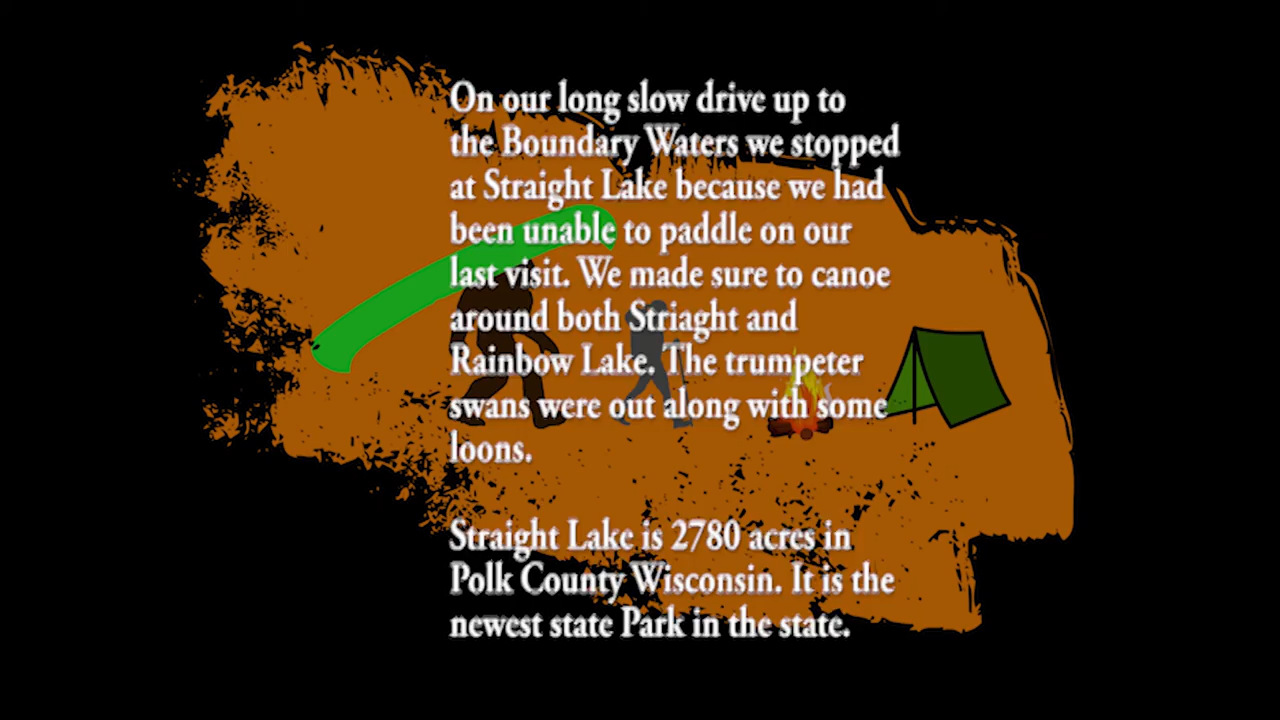 On our long slow drive up to
the Boundary Waters we stopped
at Straight Lake because we had
been unable to paddle on our
last visit. We made sure to canoe
around both Striaght and
Rainbow Lake. The trumpeter
swans were out along with some
loons.

Straight Lake is 2780 acres in
Polk County Wisconsin. It is the
newest state Park in the state.